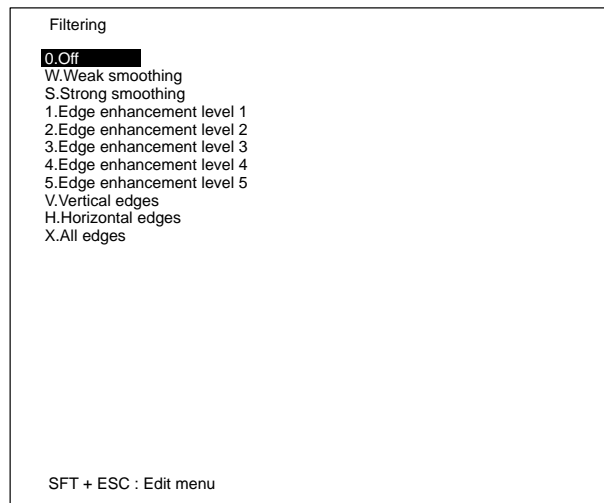 Filtering
0.Off
W.Weak smoothing
S.Strong smoothing
1.Edge enhancement level 1
2.Edge enhancement level 2
3.Edge enhancement level 3
4.Edge enhancement level 4
5.Edge enhancement level 5
V.Vertical edges
H.Horizontal edges
X.All edges
SFT + ESC : Edit menu